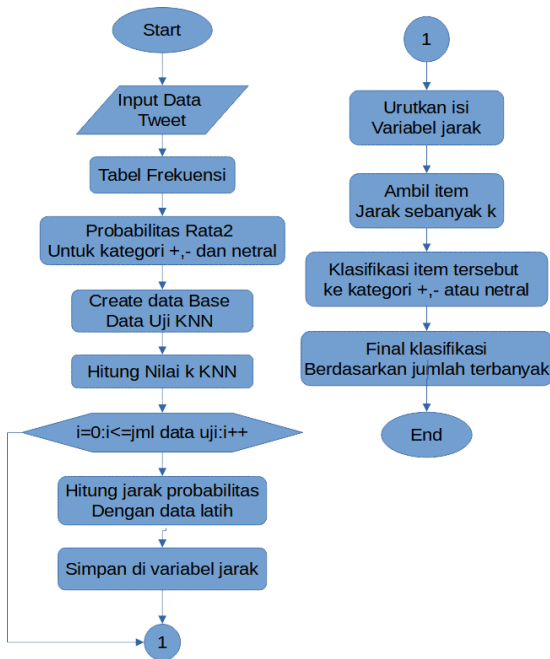 Start
Input Data
Tweet
Tabel Frekuensi
Probabilitas Rata2
Untuk kategori +,- dan netral
Create data Base
Data Uji KNN
Hitung Nilai k KNN
i=0:i<=jml data uji:i++
Hitung jarak probabilitas
Dengan data latih
Simpan di variabel jarak
1
1
Urutkan isi
Variabel jarak
Ambil item
Jarak sebanyak k
Klasifikasi item tersebut
ke kategori +,- atau netral
Final klasifikasi
Berdasarkan jumlah terbanyak
End